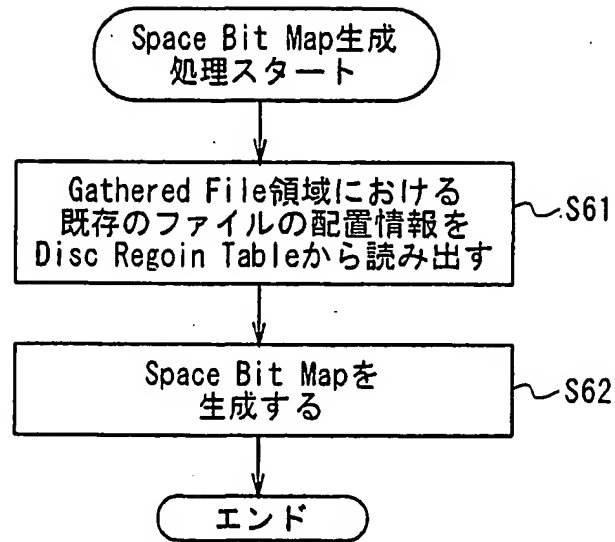 Space Bit Map生成
処理スタート
Gathered File領域における
既存のファイルの配置情報を
Disc Regoin Tableから読み出す
S61
Space Bit Mapを
生成する
S62
エンド